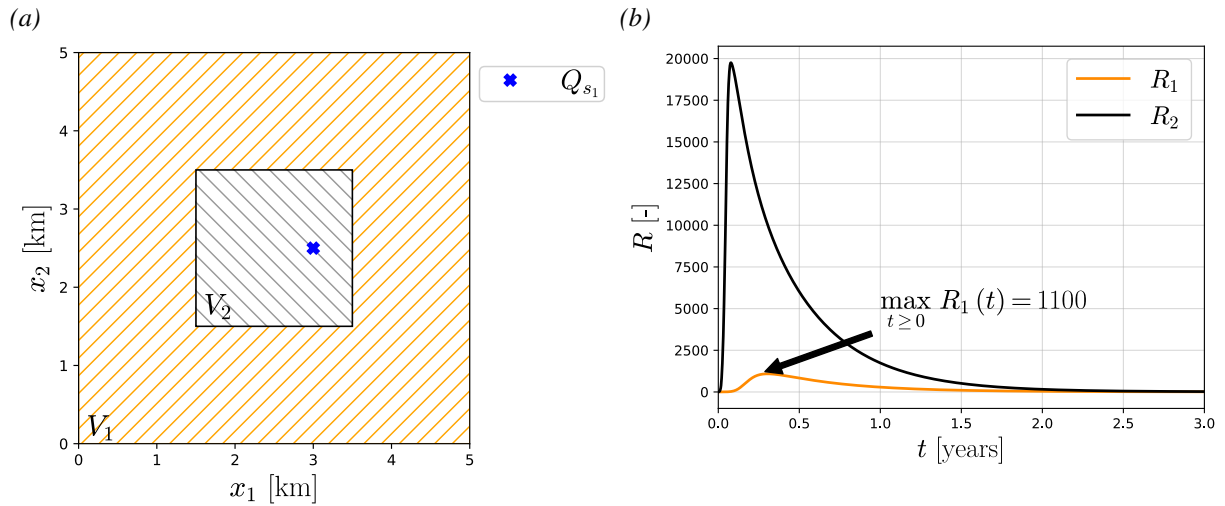 (a)
5
4
3
2
1
0
x₂ [km]
V₂
V₁
0 1 2 3 4 5
x₁ [km]
Qₛ₁
(b)
20000
17500
15000
12500
10000
7500
5000
2500
0
R [-]
R₁
R₂
max R₁ (t) = 1100
t ≥ 0
0.0 0.5 1.0 1.5 2.0 2.5 3.0
t [years]